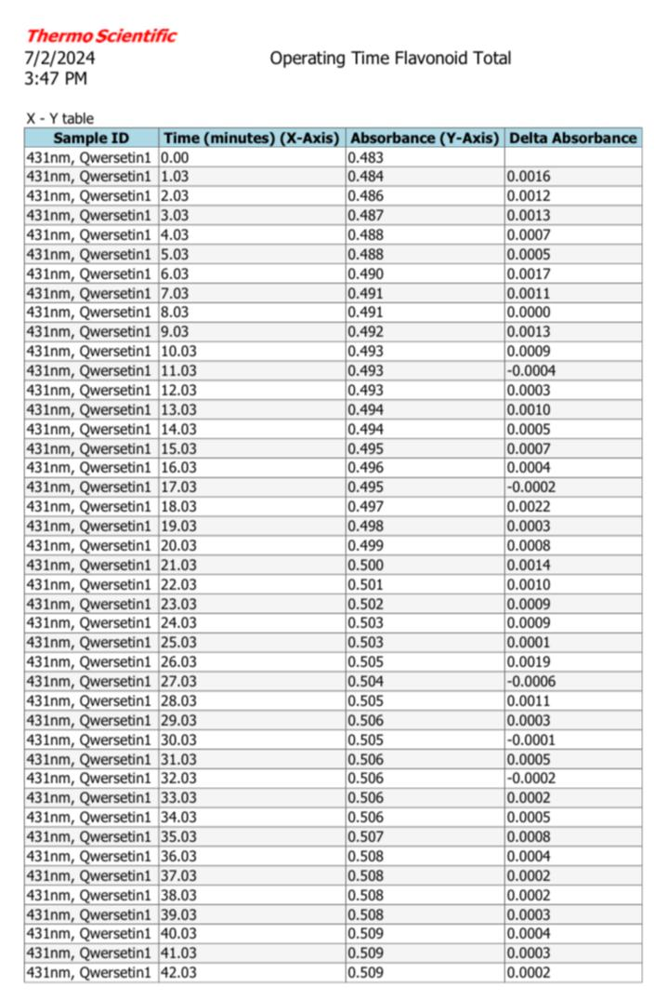 Thermo Scientific
7/2/2024 Operating Time Flavonoid Total
3:47 PM
X - Y table
Sample ID Time (minutes) (X-Axis) Absorbance (Y-Axis) Delta Absorbance
431nm, Qwersetin1 0.00 0.483
431nm, Qwersetin1 1.03 0.484 0.0016
431nm, Qwersetin1 2.03 0.486 0.0012
431nm, Qwersetin1 3.03 0.487 0.0013
431nm, Qwersetin1 4.03 0.488 0.0007
431nm, Qwersetin1 5.03 0.488 0.0005
431nm, Qwersetin1 6.03 0.490 0.0017
431nm, Qwersetin1 7.03 0.491 0.0011
431nm, Qwersetin1 8.03 0.491 0.0000
431nm, Qwersetin1 9.03 0.492 0.0013
431nm, Qwersetin1 10.03 0.493 0.0009
431nm, Qwersetin1 11.03 0.493 -0.0004
431nm, Qwersetin1 12.03 0.493 0.0003
431nm, Qwersetin1 13.03 0.494 0.0010
431nm, Qwersetin1 14.03 0.494 0.0005
431nm, Qwersetin1 15.03 0.495 0.0007
431nm, Qwersetin1 16.03 0.496 0.0004
431nm, Qwersetin1 17.03 0.495 -0.0002
431nm, Qwersetin1 18.03 0.497 0.0022
431nm, Qwersetin1 19.03 0.498 0.0003
431nm, Qwersetin1 20.03 0.499 0.0008
431nm, Qwersetin1 21.03 0.500 0.0014
431nm, Qwersetin1 22.03 0.501 0.0010
431nm, Qwersetin1 23.03 0.502 0.0009
431nm, Qwersetin1 24.03 0.503 0.0009
431nm, Qwersetin1 25.03 0.503 0.0001
431nm, Qwersetin1 26.03 0.505 0.0019
431nm, Qwersetin1 27.03 0.504 -0.0006
431nm, Qwersetin1 28.03 0.505 0.0011
431nm, Qwersetin1 29.03 0.506 0.0003
431nm, Qwersetin1 30.03 0.505 -0.0001
431nm, Qwersetin1 31.03 0.506 0.0005
431nm, Qwersetin1 32.03 0.506 -0.0002
431nm, Qwersetin1 33.03 0.506 0.0002
431nm, Qwersetin1 34.03 0.506 0.0005
431nm, Qwersetin1 35.03 0.507 0.0008
431nm, Qwersetin1 36.03 0.508 0.0004
431nm, Qwersetin1 37.03 0.508 0.0002
431nm, Qwersetin1 38.03 0.508 0.0002
431nm, Qwersetin1 39.03 0.508 0.0003
431nm, Qwersetin1 40.03 0.509 0.0004
431nm, Qwersetin1 41.03 0.509 0.0003
431nm, Qwersetin1 42.03 0.509 0.0002